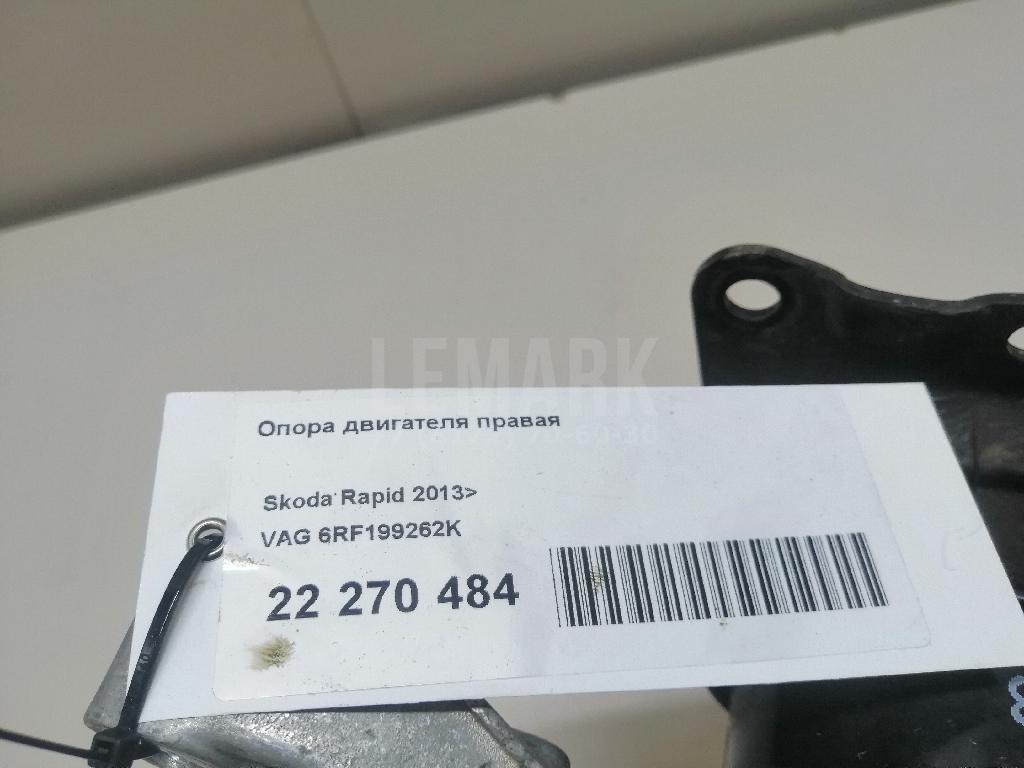 LEMARK
Опора двигателя правая
Skoda Rapid 2013>
VAG 6RF199262K
22 270 484